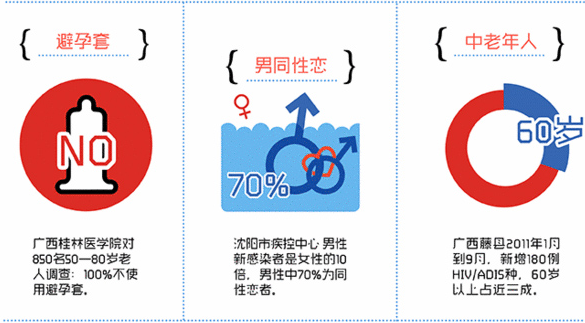 避孕套
NO
广西桂林医学院对
850名50—80岁老
人调查：100%不使
用避孕套。
男同性恋
70%
沈阳市疾控中心 男性
新感染者是女性的10
倍，男性中70%为同
性恋者。
中老年人
60岁
广西藤县2011年1月
到9月，新增180例
HIV/ADIS种，60岁
以上占近三成。